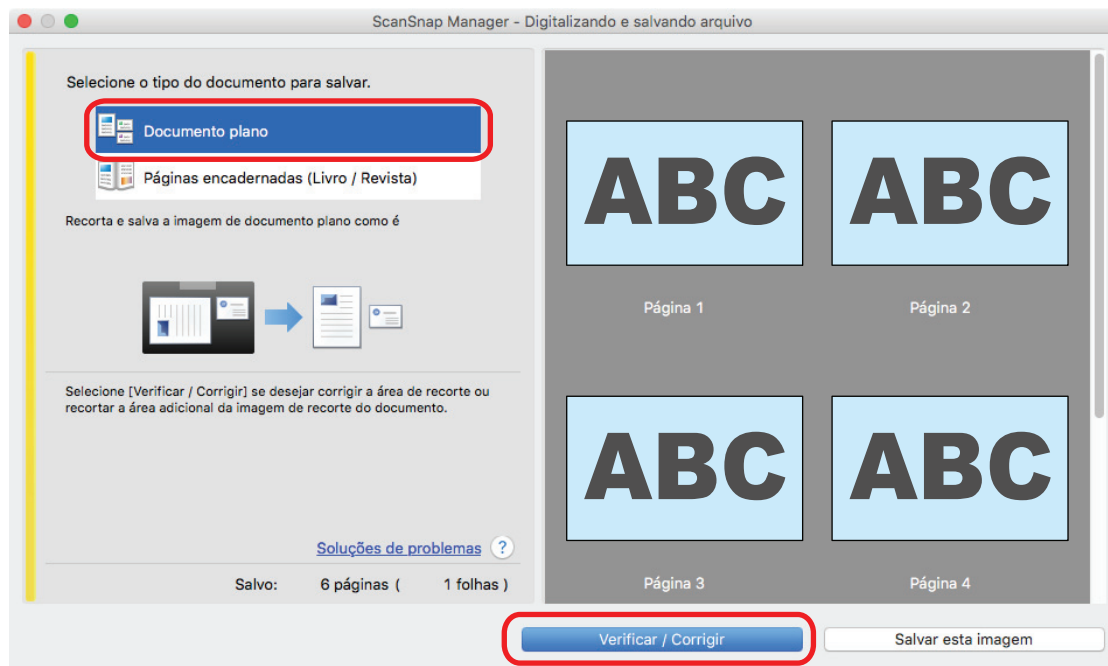 ScanSnap Manager - Digitalizando e salvando arquivo
Selecione o tipo do documento para salvar.
Documento plano
Páginas encadernadas (Livro / Revista)
Recorta e salva a imagem de documento plano como é
Selecione [Verificar / Corrigir] se desejar corrigir a área de recorte ou
recortar a área adicional da imagem de recorte do documento.
Soluções de problemas ?
Salvo: 6 páginas ( 1 folhas )
ABC ABC
Página 1 Página 2
ABC ABC
Página 3 Página 4
Verificar / Corrigir Salvar esta imagem